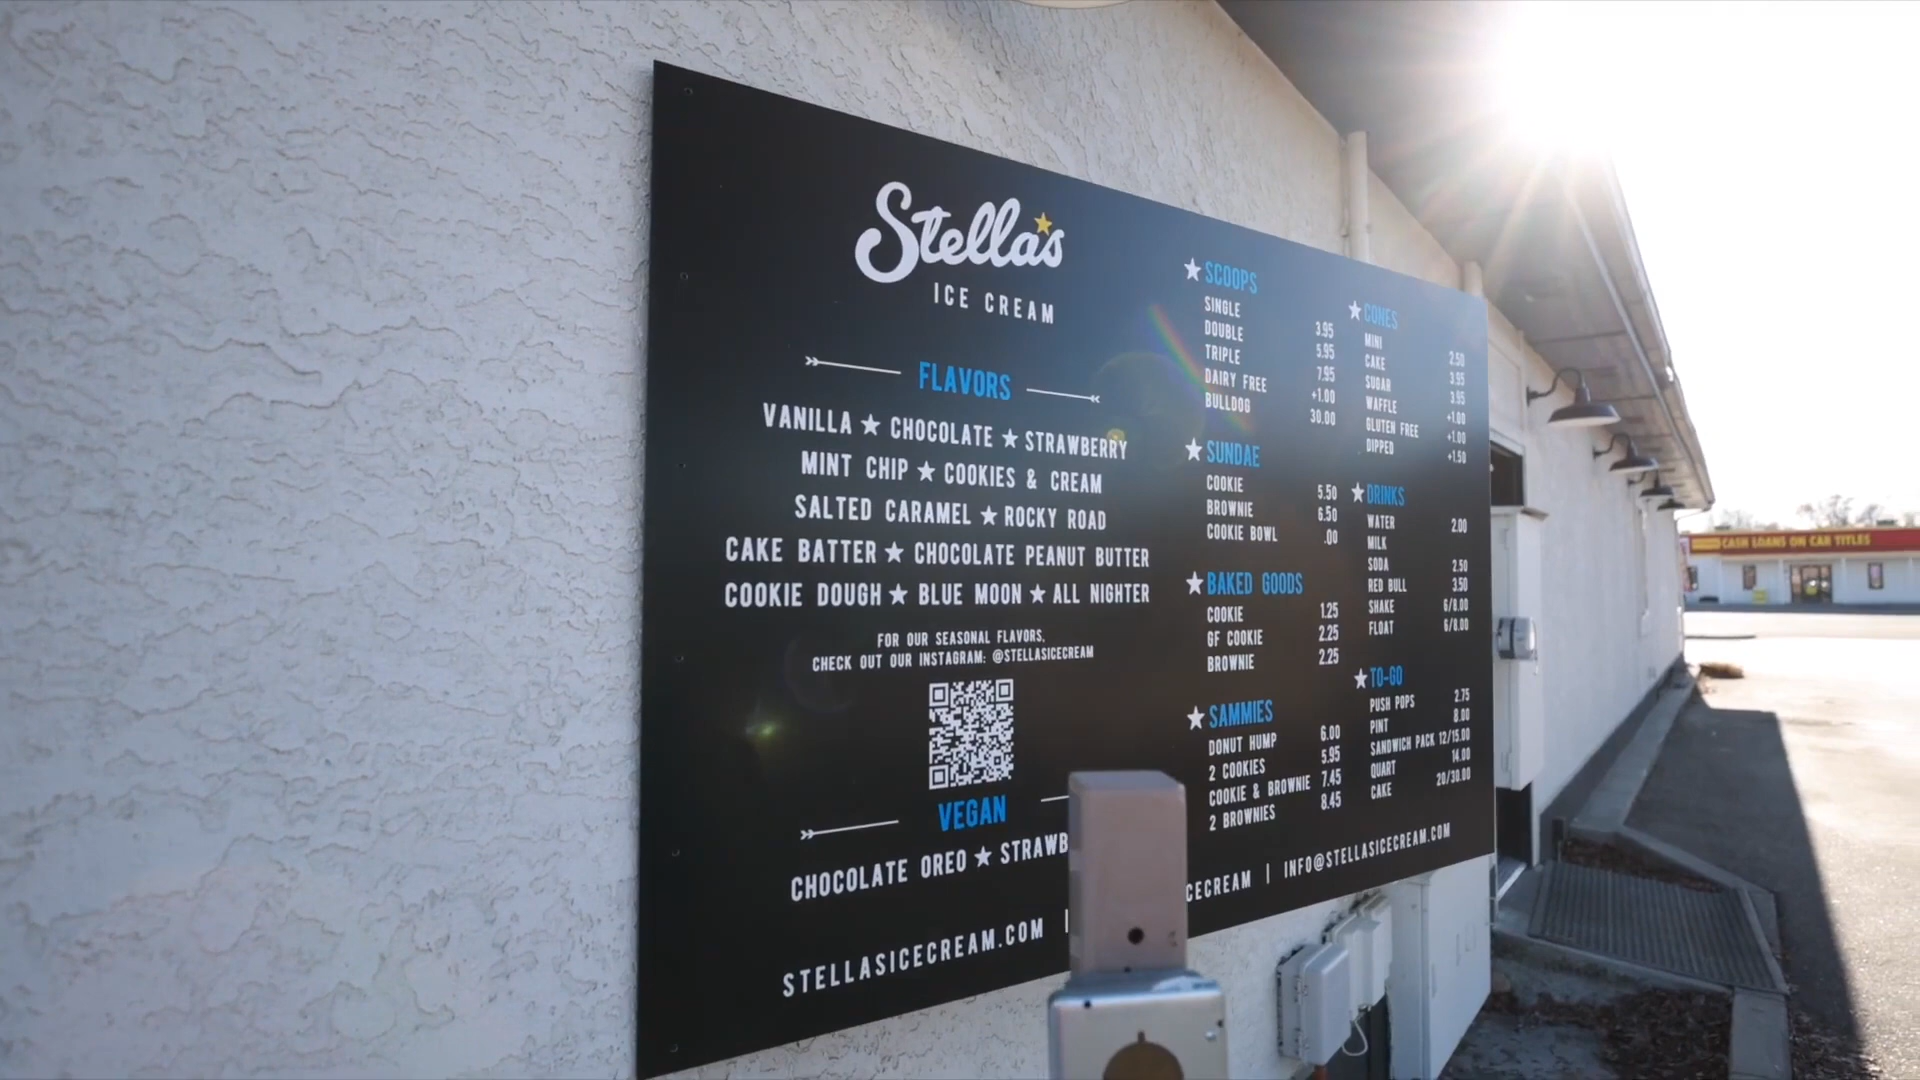 Stella's
ICE CREAM
FLAVORS
VANILLA ★ CHOCOLATE ★ STRAWBERRY
MINT CHIP ★ COOKIES & CREAM
SALTED CARAMEL ★ ROCKY ROAD
CAKE BATTER ★ CHOCOLATE PEANUT BUTTER
COOKIE DOUGH ★ BLUE MOON ★ ALL NIGHTER
FOR OUR SEASONAL FLAVORS,
CHECK OUT OUR INSTAGRAM: @STELLASICECREAM
VEGAN
CHOCOLATE OREO ★ STRAWB
★ SCOOPS
SINGLE
DOUBLE 3.95
TRIPLE 5.95
DAIRY FREE 7.95
BULLDOG +1.00
30.00
★ SUNDAE
COOKIE 5.50
BROWNIE 6.50
COOKIE BOWL .00
★ BAKED GOODS
COOKIE 1.25
GF COOKIE 2.25
BROWNIE 2.25
★ SAMMIES
DONUT HUMP 6.00
2 COOKIES 5.95
COOKIE & BROWNIE 7.45
2 BROWNIES 8.45
★ CONES
MINI
CAKE 2.50
SUGAR 3.95
WAFFLE 3.95
GLUTEN FREE +1.00
DIPPED +1.00
+1.50
★ DRINKS
WATER 2.00
MILK
SODA 2.50
RED BULL 3.50
SHAKE 6/8.00
FLOAT 6/8.00
★ TO-GO
PUSH POPS 2.75
PINT 8.00
SANDWICH PACK 12/15.00
QUART 14.00
CAKE 20/30.00
STELLASICECREAM.COM | CECREAM | INFO@STELLASICECREAM.COM
CASH LOANS ON CAR TITLES